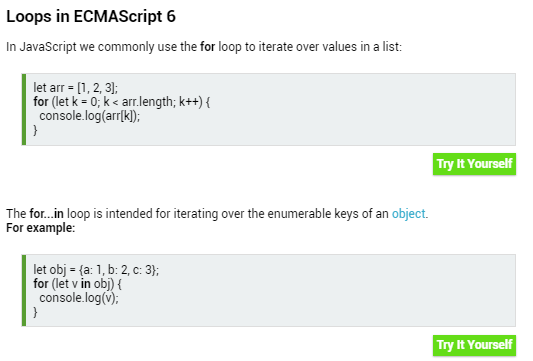 Loops in ECMAScript 6
In JavaScript we commonly use the for loop to iterate over values in a list:
let arr = [1, 2, 3];
for (let k = 0; k < arr.length; k++) {
  console.log(arr[k]);
}
Try It Yourself
The for...in loop is intended for iterating over the enumerable keys of an object.
For example:
let obj = {a: 1, b: 2, c: 3};
for (let v in obj) {
  console.log(v);
}
Try It Yourself